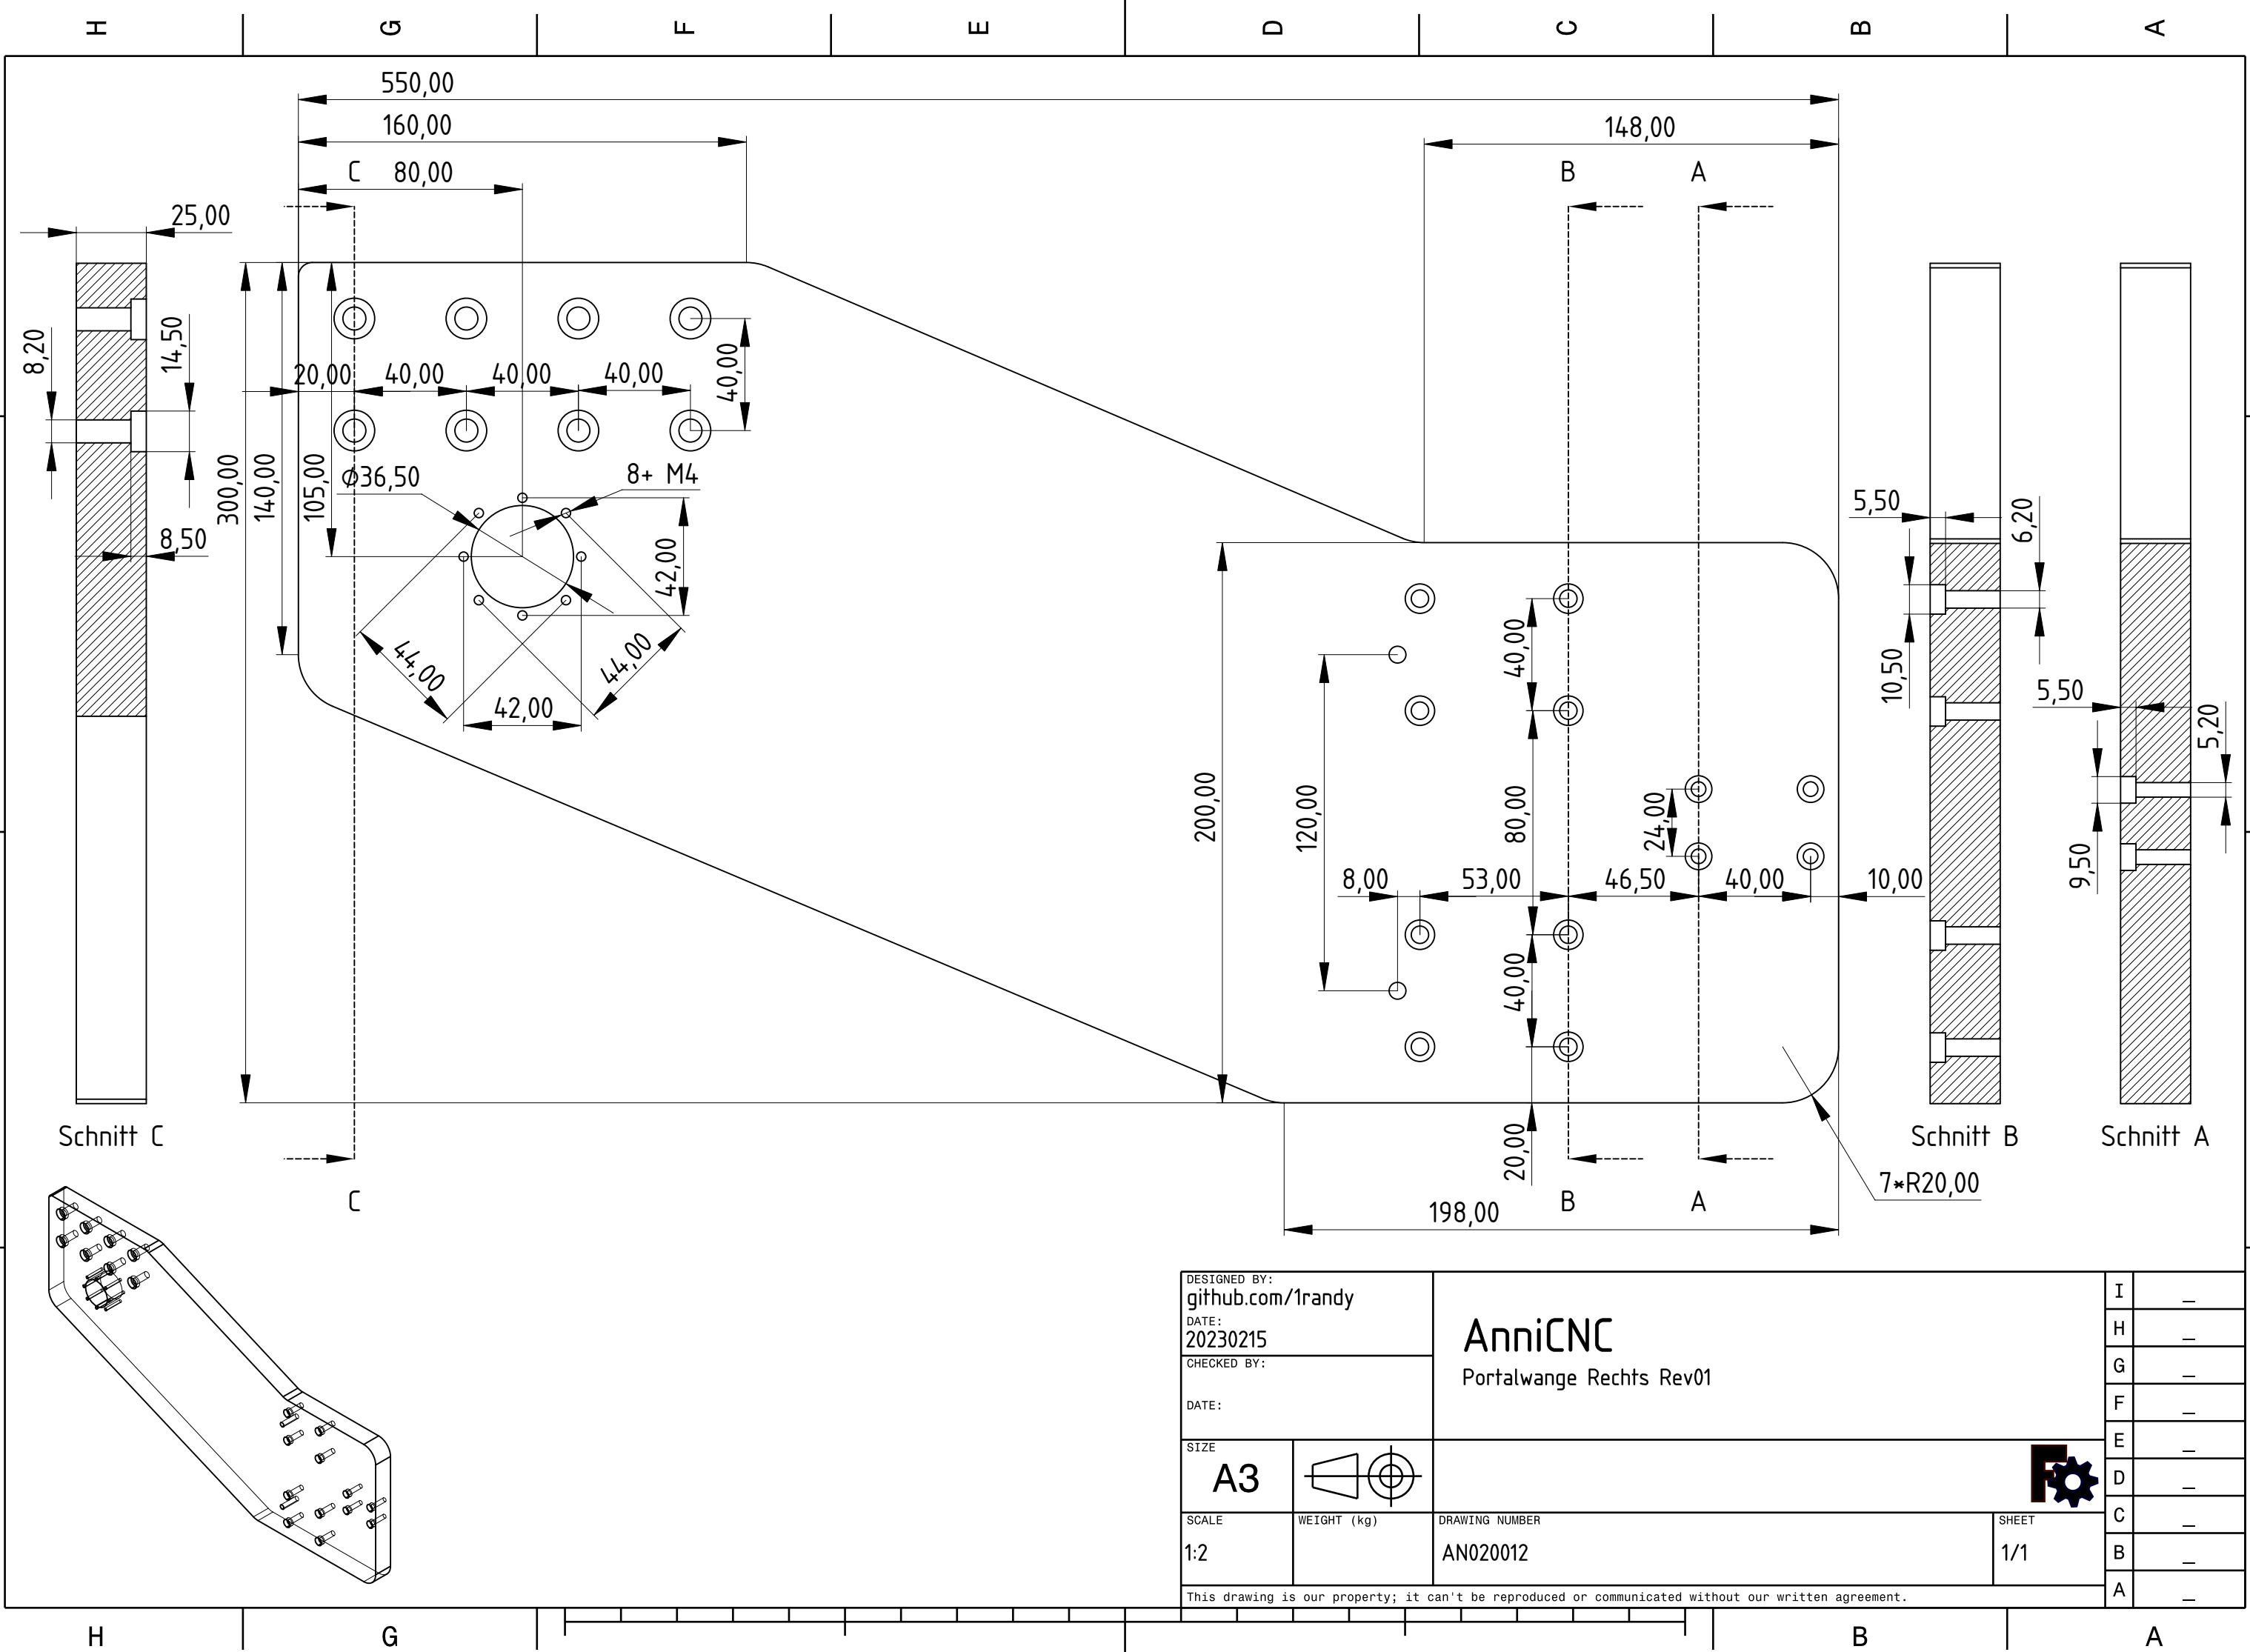 H G F E D C B A
550,00
160,00
148,00
C 80,00
B A
25,00
8,20
14,50
20,00 40,00 40,00 40,00
40,00
300,00
140,00
105,00
ϕ36,50
8+ M4
8,50
42,00
44,00
44,00
42,00
5,50
6,20
10,50
5,50
5,20
9,50
40,00
200,00
120,00
80,00
24,00
8,00 53,00 46,50 40,00 10,00
40,00
20,00
Schnitt C
Schnitt B
Schnitt A
7*R20,00
C
B A
198,00
DESIGNED BY:
github.com/1randy
DATE:
20230215
CHECKED BY:
DATE:
AnniCNC
Portalwange Rechts Rev01
SIZE
A3
SCALE
1:2
WEIGHT (kg)
DRAWING NUMBER
AN020012
SHEET
1/1
This drawing is our property; it can't be reproduced or communicated without our written agreement.
I _
H _
G _
F _
E _
D _
C _
B _
A _
H G B A